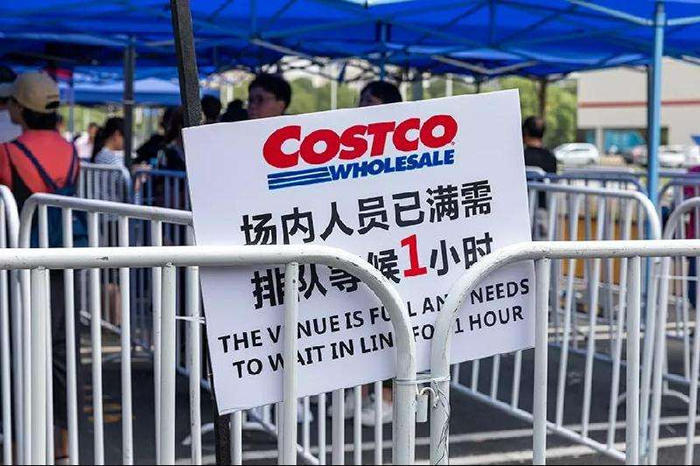 COSTCO
WHOLESALE
场内人员已满需
排队等候1小时
THE VENUE IS FULL AND NEEDS
TO WAIT IN LINE FOR 1 HOUR